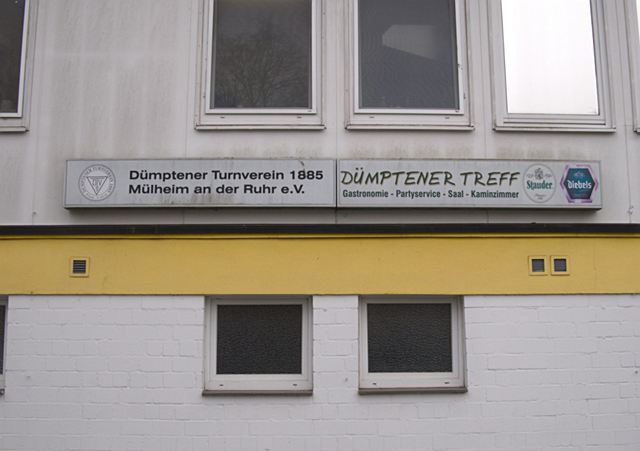 Dümptener Turnverein 1885
Mülheim an der Ruhr e.V.
DÜMPTENER TREFF
Gastronomie - Partyservice - Saal - Kaminzimmer
Stauder
Diebels